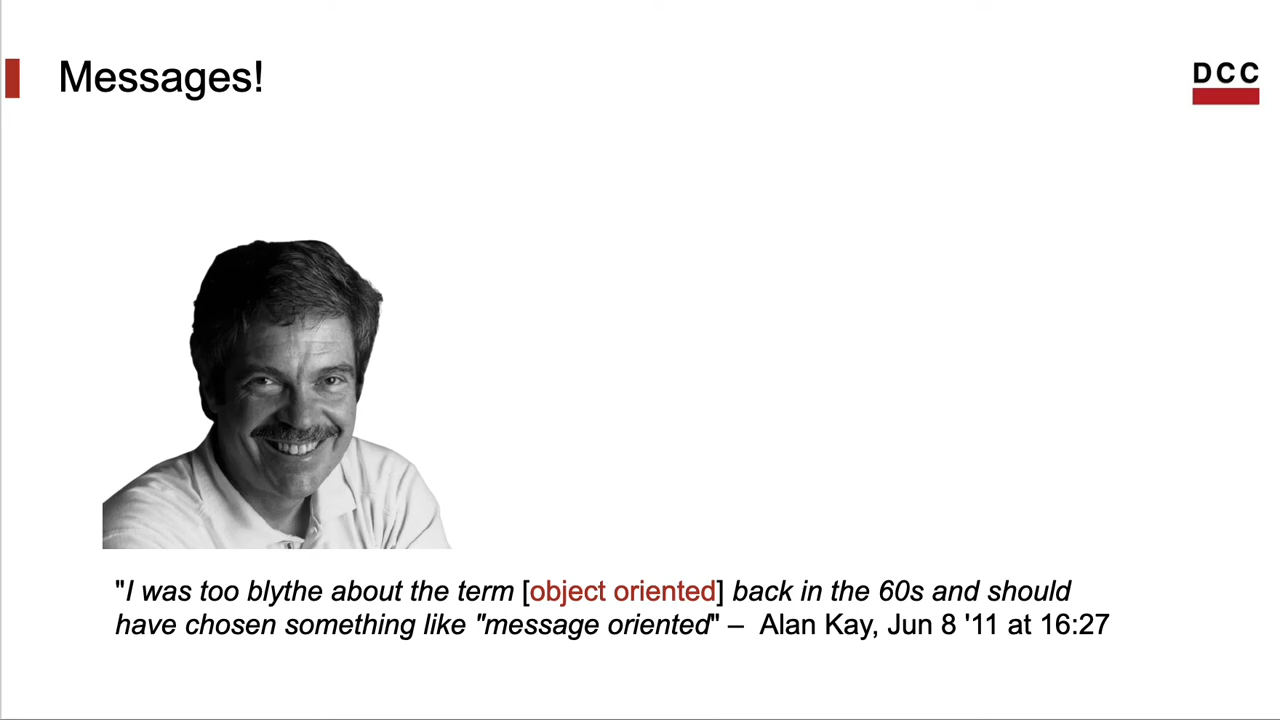 Messages!
DCC
"I was too blythe about the term [object oriented] back in the 60s and should
have chosen something like "message oriented" – Alan Kay, Jun 8 '11 at 16:27